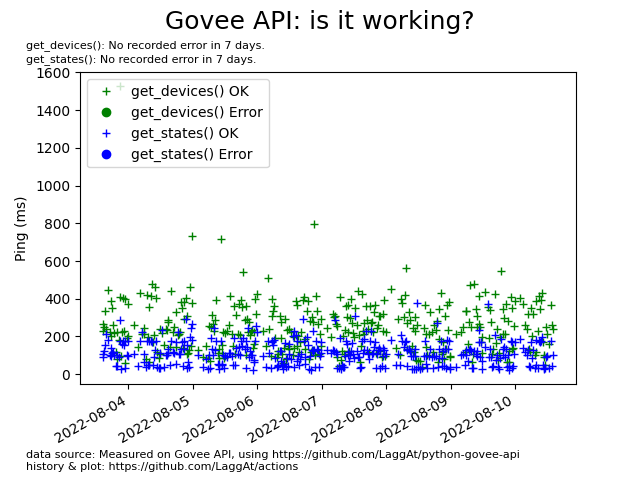 Govee API: is it working?
get_devices(): No recorded error in 7 days.
get_states(): No recorded error in 7 days.
get_devices() OK
get_devices() Error
get_states() OK
get_states() Error
Ping (ms)
1600
1400
1200
1000
800
600
400
200
0
2022-08-04
2022-08-05
2022-08-06
2022-08-07
2022-08-08
2022-08-09
2022-08-10
data source: Measured on Govee API, using https://github.com/LaggAt/python-govee-api
history & plot: https://github.com/LaggAt/actions